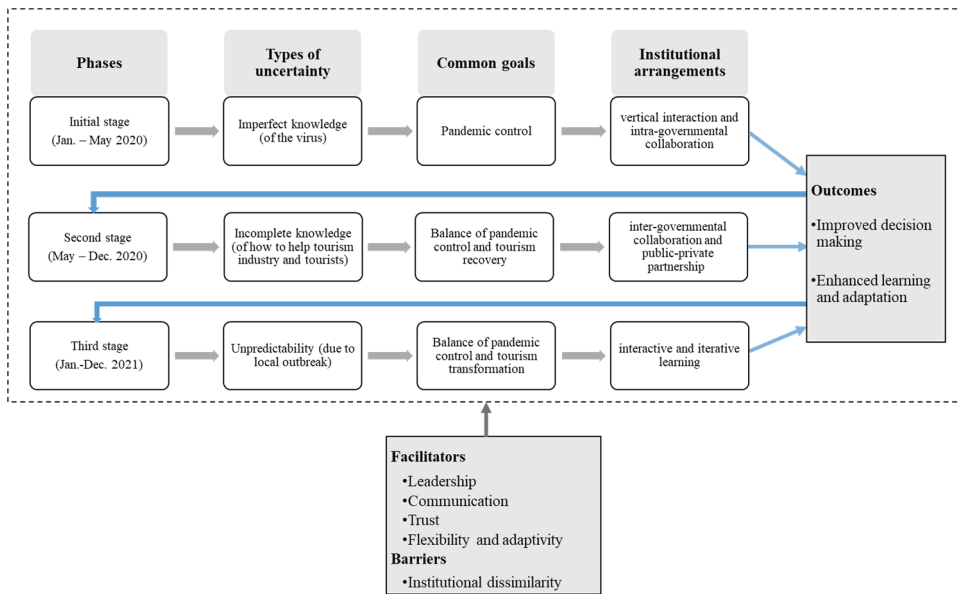 Phases
Types of
uncertainty
Common goals
Institutional
arrangements
Initial stage
(Jan. – May 2020)
Imperfect knowledge
(of the virus)
Pandemic control
vertical interaction and
intra-governmental
collaboration
Second stage
(May – Dec. 2020)
Incomplete knowledge
(of how to help tourism
industry and tourists)
Balance of pandemic
control and tourism
recovery
inter-governmental
collaboration and
public-private
partnership
Third stage
(Jan.-Dec. 2021)
Unpredictability (due to
local outbreak)
Balance of pandemic
control and tourism
transformation
interactive and iterative
learning
Outcomes
•Improved decision
making
•Enhanced learning
and adaptation
Facilitators
•Leadership
•Communication
•Trust
•Flexibility and adaptivity
Barriers
•Institutional dissimilarity